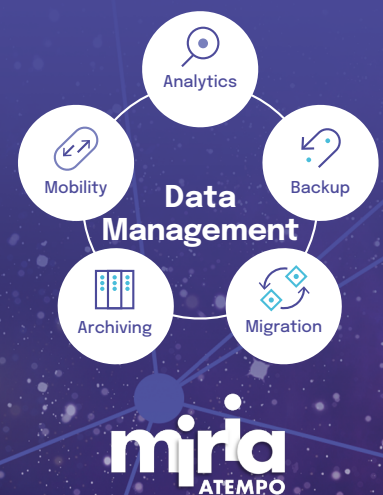 Analytics
Mobility
Backup
Data
Management
Archiving
Migration
miria
ATEMPO